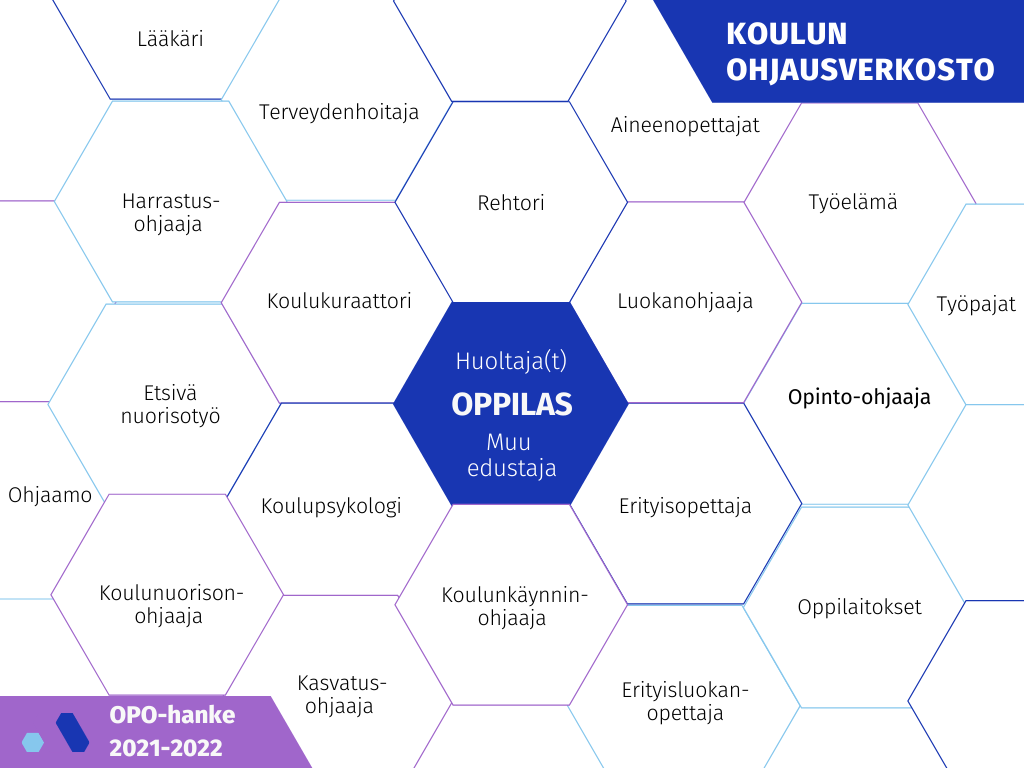 KOULUN
OHJAUSVERKOSTO
Lääkäri
Terveydenhoitaja
Aineenopettajat
Harrastus-
ohjaaja
Rehtori
Työelämä
Koulukuraattori
Luokanohjaaja
Työpajat
Huoltaja(t)
OPPILAS
Muu
edustaja
Etsivä
nuorisotyö
Opinto-ohjaaja
Ohjaamo
Koulupsykologi
Erityisopettaja
Koulunuorison-
ohjaaja
Koulunkäynnin-
ohjaaja
Oppilaitokset
Kasvatus-
ohjaaja
Erityisluokan-
opettaja
OPO-hanke
2021-2022